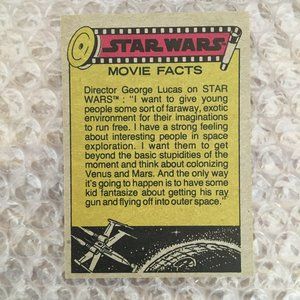 STAR WARS
MOVIE FACTS
Director George Lucas on STAR
WARS™: "I want to give young
people some sort of faraway, exotic
environment for their imaginations
to run free. I have a strong feeling
about interesting people in space
exploration. I want them to get
beyond the basic stupidities of the
moment and think about colonizing
Venus and Mars. And the only way
it's going to happen is to have some
kid fantasize about getting his ray
gun and flying off into outer space."